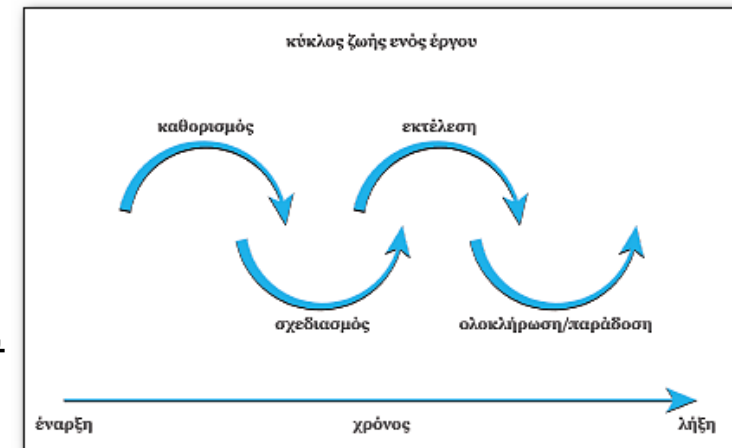 κύκλος ζωής ενός έργου
καθορισμός εκτέλεση
σχεδιασμός ολοκλήρωση/παράδοση
έναρξη χρόνος λήξη